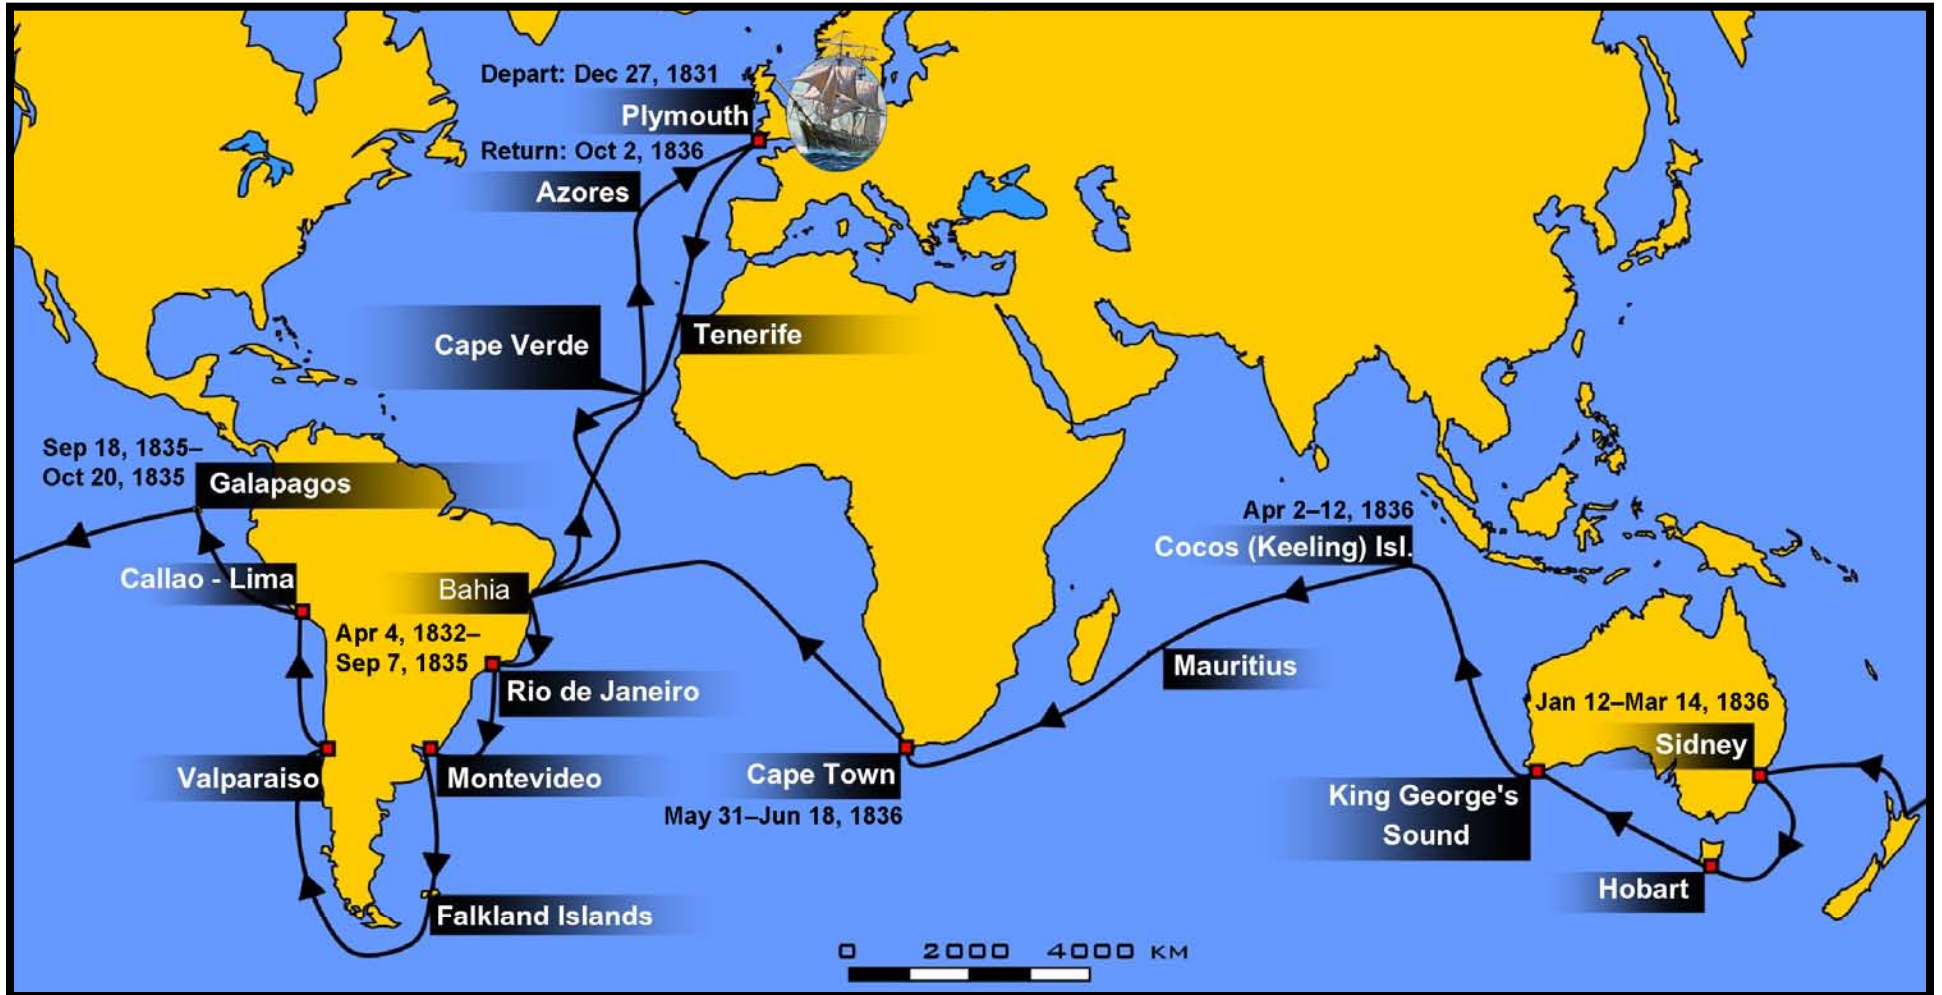 Depart: Dec 27, 1831
Plymouth
Return: Oct 2, 1836
Azores
Cape Verde
Tenerife
Sep 18, 1835–
Oct 20, 1835
Galapagos
Callao - Lima
Bahia
Apr 4, 1832–
Sep 7, 1835
Rio de Janeiro
Valparaiso
Montevideo
Falkland Islands
Cape Town
May 31–Jun 18, 1836
Apr 2–12, 1836
Cocos (Keeling) Isl.
Mauritius
Jan 12–Mar 14, 1836
Sidney
King George's
Sound
Hobart
0 2000 4000 KM